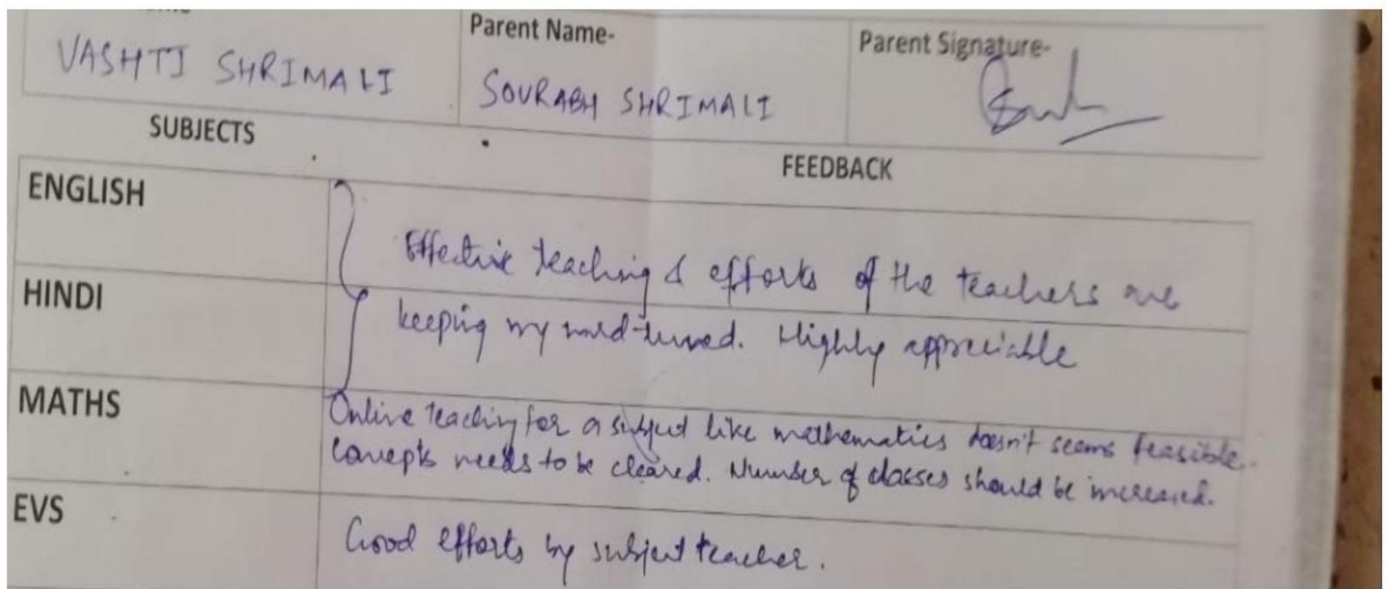 Parent Name-
Parent Signature-
VASHTI SHRIMALI
SOURABH SHRIMALI
SUBJECTS
FEEDBACK
ENGLISH
Effective teaching & efforts of the teachers are
HINDI
keeping my . Highly appreciable
MATHS
Online teaching for a subject like mathematics doesn't seems feasible.
Concepts needs to be cleared. Number of classes should be increased.
EVS
Good efforts by subject teacher.